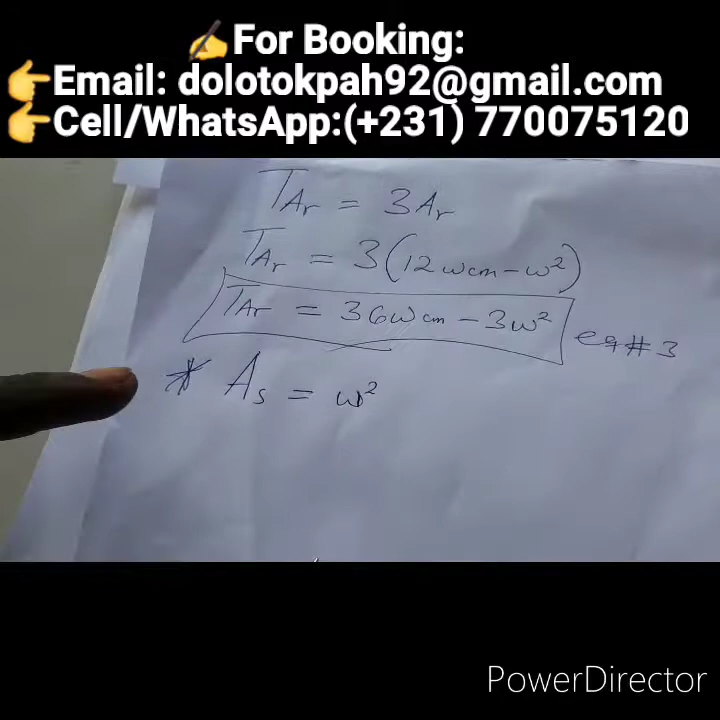 ✍For Booking:
👉Email: dolotokpah92@gmail.com
👉Cell/WhatsApp:(+231) 770075120
TAr = 3Ar
TAr = 3(12wcm-w²)
TAr = 36wcm-3w²
eq#3
* As = w²
PowerDirector